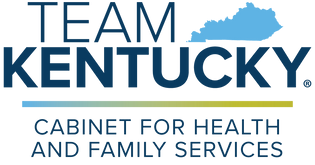 TEAM
KENTUCKY®
CABINET FOR HEALTH
AND FAMILY SERVICES